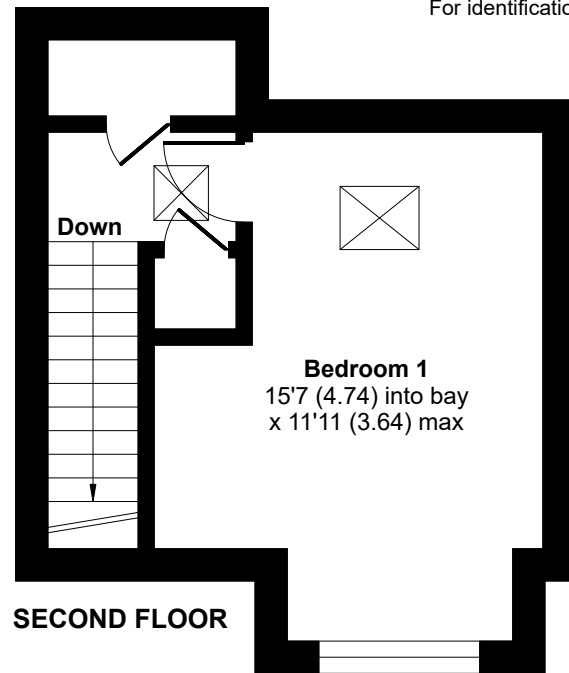 For identificatio
Down
Bedroom 1
15'7 (4.74) into bay
x 11'11 (3.64) max
SECOND FLOOR